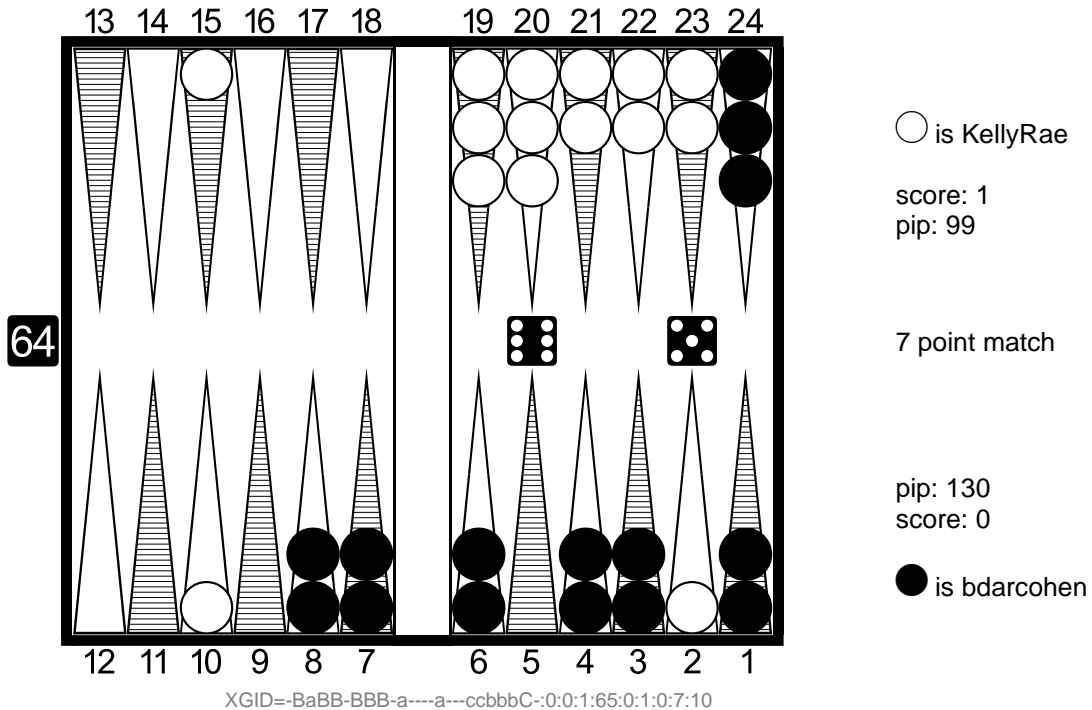 13 14 15 16 17 18 19 20 21 22 23 24
is KellyRae
score: 1
pip: 99
64
7 point match
pip: 130
score: 0
is bdarcohen
12 11 10 9 8 7 6 5 4 3 2 1
XGID=-BaBB-BBB-a----a---ccbbbC-:0:0:1:65:0:1:0:7:10